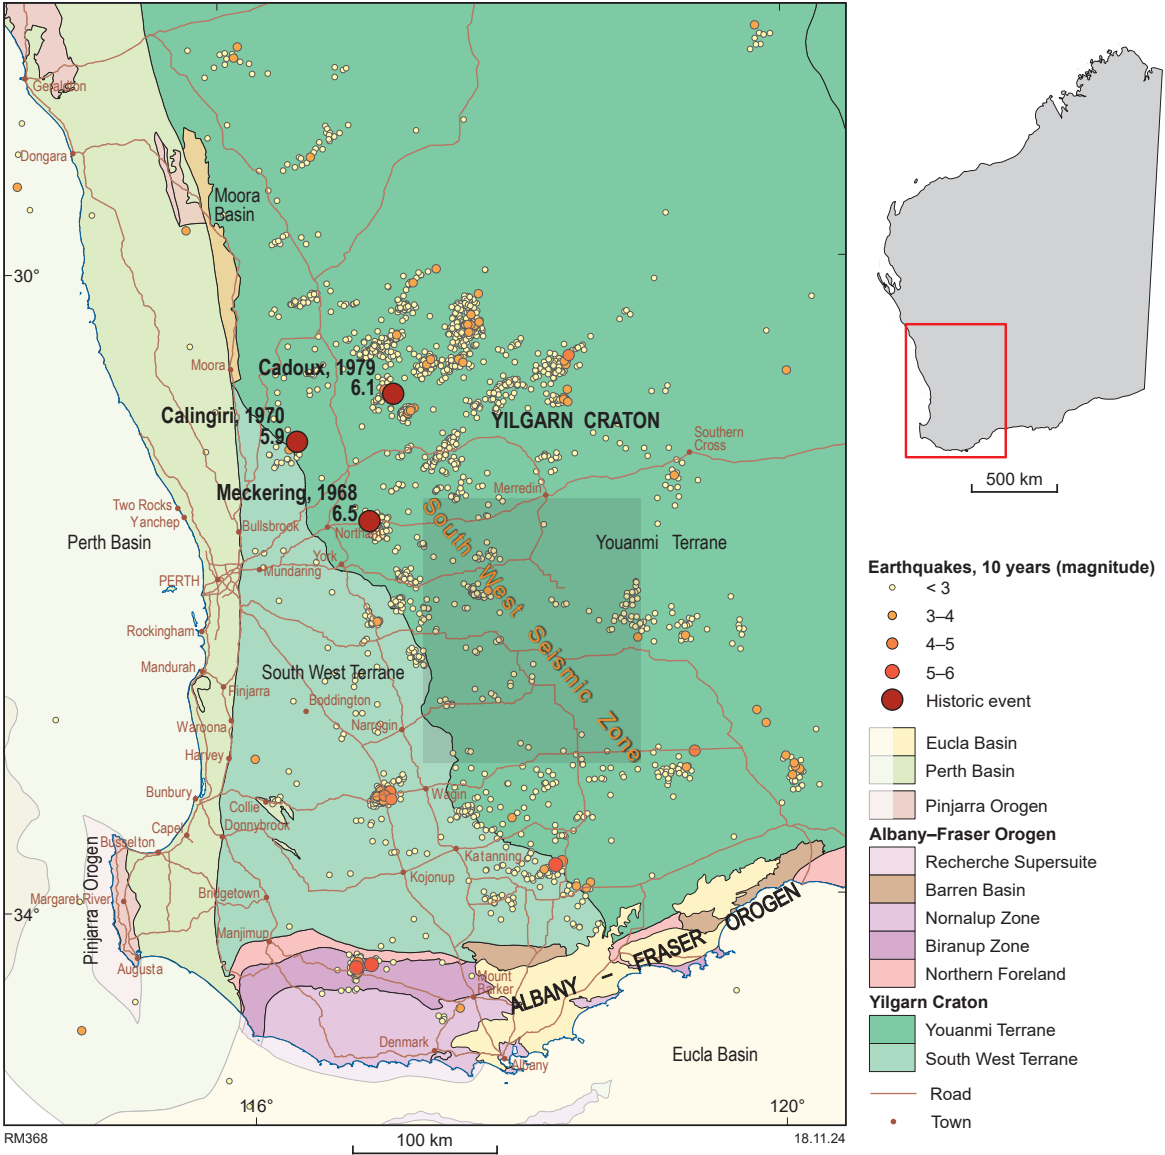 Geraldton
Dongara
Moora
Basin
30°
Moora
Cadoux, 1979
6.1
Calingiri, 1970
5.9
YILGARN CRATON
Southern
Cross
Meckering, 1968
6.5
Merredin
Two Rocks
Yanchep
Bullsbrook
Northam
Perth Basin
South West Seismic Zone
Youanmi Terrane
York
PERTH
Mundaring
Rockingham
Mandurah
South West Terrane
Pinjarra
Boddington
Waroona
Narrogin
Harvey
Bunbury
Collie
Wagin
Capel
Donnybrook
Busselton
Katanning
Kojonup
Pinjarra Orogen
Margaret River
Bridgetown
34°
Manjimup
ALBANY – FRASER OROGEN
Augusta
Mount
Barker
Denmark
Albany
Eucla Basin
116°
120°
RM368
100 km
18.11.24
500 km
Earthquakes, 10 years (magnitude)
< 3
3–4
4–5
5–6
Historic event
Eucla Basin
Perth Basin
Pinjarra Orogen
Albany–Fraser Orogen
Recherche Supersuite
Barren Basin
Nornalup Zone
Biranup Zone
Northern Foreland
Yilgarn Craton
Youanmi Terrane
South West Terrane
Road
Town